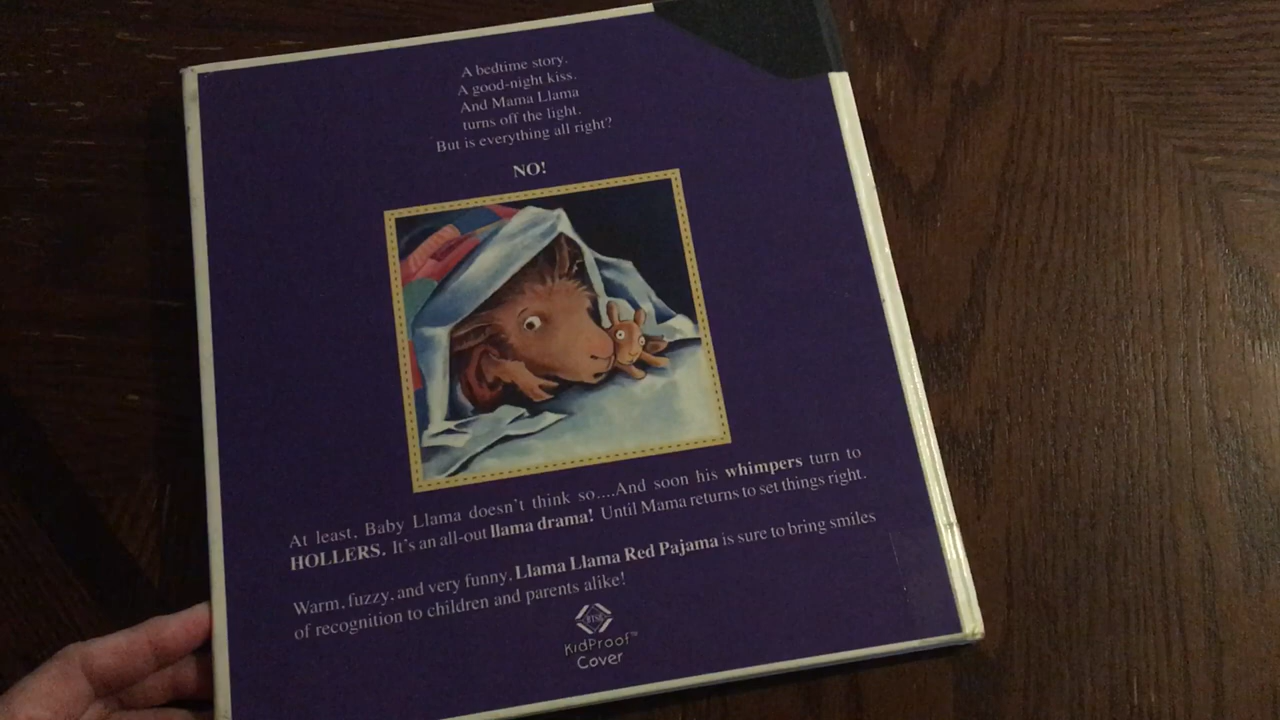 A bedtime story.
A good-night kiss.
And Mama Llama
turns off the light.
But is everything all right?
NO!
At least, Baby Llama doesn't think so....And soon his whimpers turn to
HOLLERS. It's an all-out llama drama! Until Mama returns to set things right.
Warm, fuzzy, and very funny, Llama Llama Red Pajama is sure to bring smiles
of recognition to children and parents alike!
BTSB
KidProof™
Cover